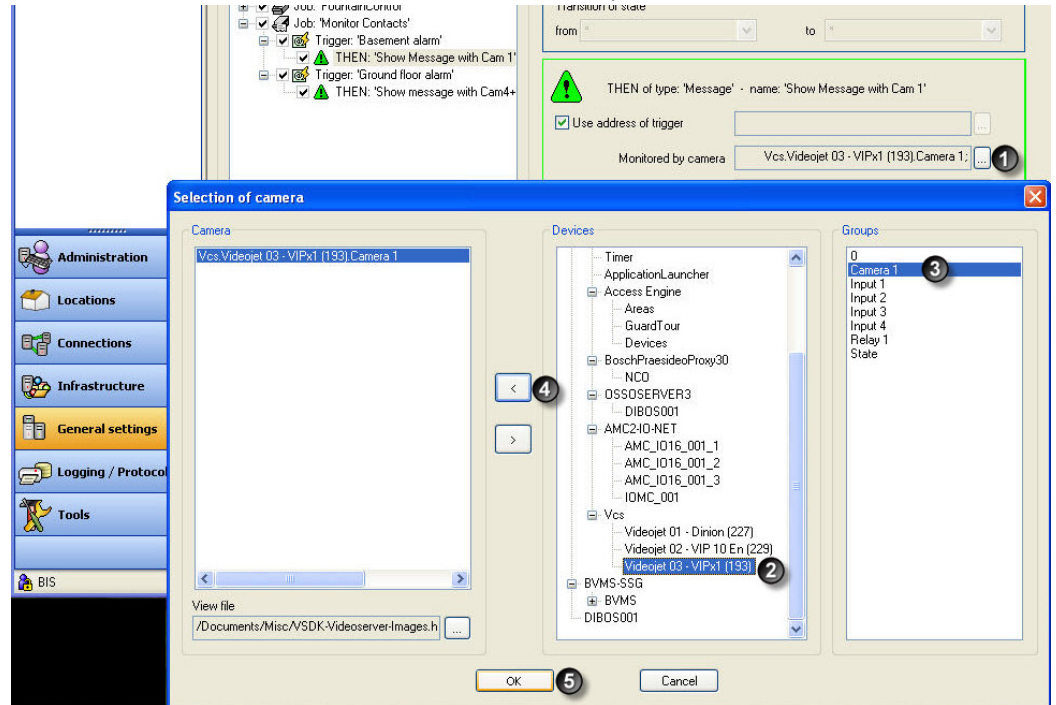 Job: 'FountainControl'
Job: 'Monitor Contacts'
Trigger: 'Basement alarm'
THEN: 'Show Message with Cam 1'
Trigger: 'Ground floor alarm'
THEN: 'Show message with Cam4+
Transition of state
from *
to *
THEN of type: 'Message' - name: 'Show Message with Cam 1'
Use address of trigger
...
Monitored by camera
Vcs.Videojet 03 - VIPx1 (193).Camera 1;
...
1
Selection of camera
Administration
Locations
Connections
Infrastructure
General settings
Logging / Protocol
Tools
BIS
Camera
Vcs.Videojet 03 - VIPx1 (193).Camera 1
View file
/Documents/Misc/VSDK-Videoserver-Images.h
...
<
4
>
Devices
Timer
ApplicationLauncher
Access Engine
Areas
GuardTour
Devices
BoschPraesideoProxy30
NCO
OSSOSERVER3
DIBOS001
AMC2-IO-NET
AMC_IO16_001_1
AMC_IO16_001_2
AMC_IO16_001_3
IOMC_001
Vcs
Videojet 01 - Dinion (227)
Videojet 02 - VIP 10 En (229)
Videojet 03 - VIPx1 (193)
2
BVMS-SSG
BVMS
DIBOS001
Groups
0
Camera 1
3
Input 1
Input 2
Input 3
Input 4
Relay 1
State
OK
5
Cancel